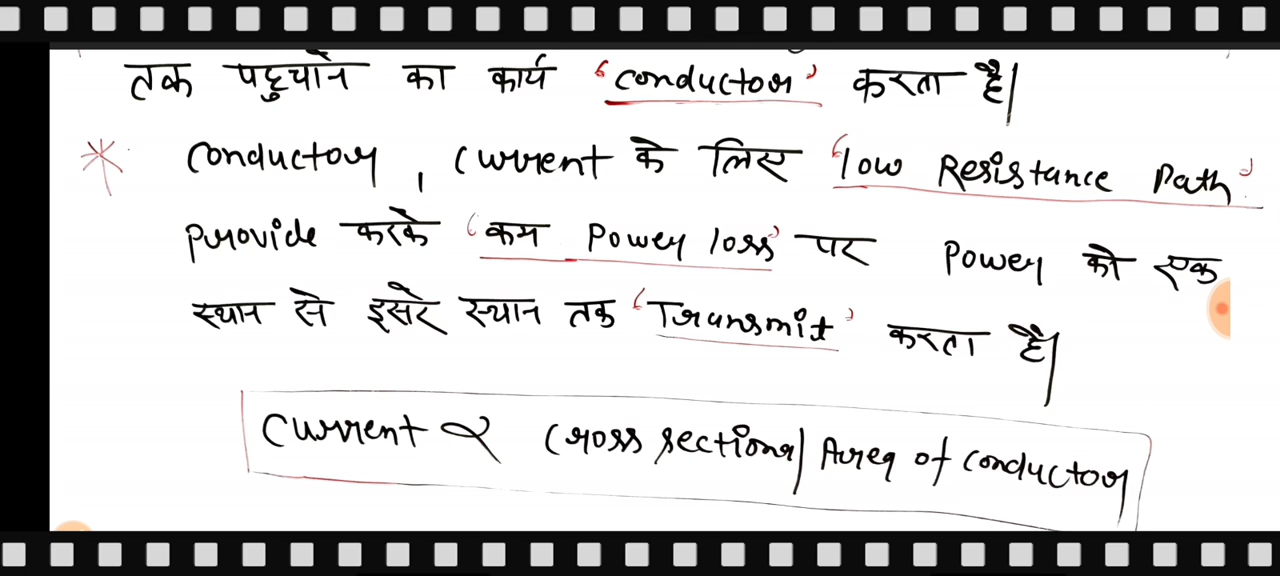 तक पहुचाने का कार्य 'conductor' करता है।
* Conductor, Current के लिए 'low Resistance Path'
Provide करके 'कम Power loss' पर Power को एक
स्थान से दूसरे स्थान तक 'Transmit' करता है।
Current ∝ Cross sectional Area of conductor